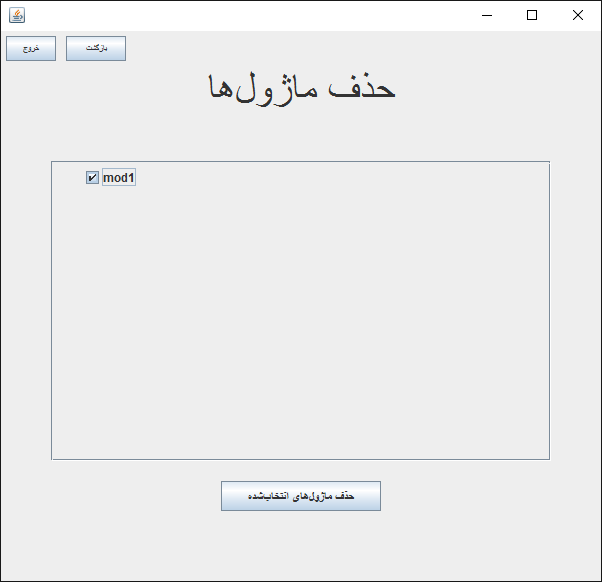 خروج
بازگشت
حذف ماژول‌ها
mod1
حذف ماژول‌های انتخاب‌شده